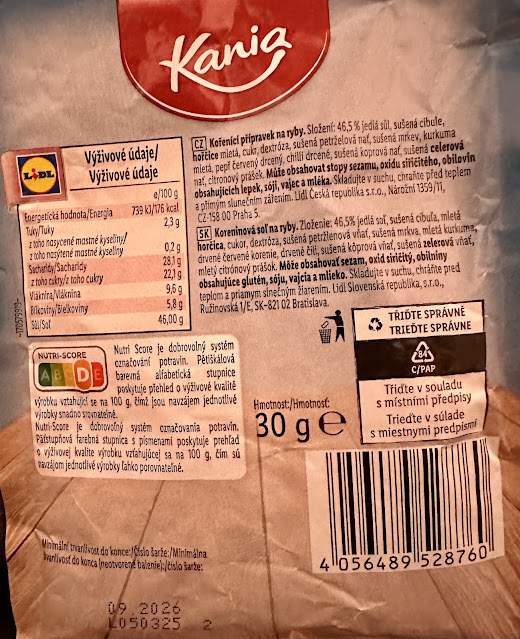 Kania
LIDL
Výživové údaje/
Výživové údaje
ø/100 g
Energetická hodnota/Energia 739 kJ/176 kcal
Tuky/Tuky 2,3 g
z toho nasycené mastné kyseliny/
z toho nasýtené mastné kyseliny 0,2 g
Sacharidy/Sacharidy 28,1 g
z toho cukry/z toho cukry 22,1 g
Vláknina/Vláknina 9,6 g
Bílkoviny/Bielkoviny 5,8 g
Sůl/Soľ 46,00 g
CZ Kořenicí přípravek na ryby. Složení: 46,5 % jedlá sůl, sušená cibule,
hořčice mletá, cukr, dextróza, sušená petrželová nať, sušená mrkev, kurkuma
mletá, pepř červený drcený, chilli drcené, sušená koprová nať, sušená celerová
nať, citronový prášek. Může obsahovat stopy sezamu, oxidu siřičitého, obilovin
obsahujících lepek, sóji, vajec a mléka. Skladujte v suchu, chraňte před teplem
a přímým slunečním zářením. Lidl Česká republika s.r.o., Nárožní 1359/11,
CZ-158 00 Praha 5.
SK Koreninová soľ na ryby. Zloženie: 46,5% jedlá soľ, sušená cibuľa, mletá
horčica, cukor, dextróza, sušená petržlenová vňať, sušená mrkva, mletá kurkuma,
drvené červené korenie, drvené čili, sušená kôprová vňať, sušená zelerová vňať,
mletý citrónový prášok. Môže obsahovať sezam, oxid siričitý, obilniny
obsahujúce glutén, sóju, vajcia a mlieko. Skladujte v suchu, chráňte pred
teplom a priamym slnečným žiarením. Lidl Slovenská republika, s.r.o.,
Ružinovská 1/E, SK-821 02 Bratislava.
NUTRI-SCORE
A B C D E
Nutri Score je dobrovolný systém
označování potravin. Pětiškálová
barevná alfabetická stupnice
poskytuje přehled o výživové kvalitě
výrobku vztahující se na 100 g, čímž jsou navzájem jednotlivé
výrobky snadno srovnatelné.
Nutri-Score je dobrovoľný systém označovania potravín.
Päťstupňová farebná stupnica s písmenami poskytuje prehľad
o výživovej kvalite výrobku vzťahujúcej sa na 100 g, čím sú
navzájom jednotlivé výrobky ľahko porovnateľné.
Hmotnost:/Hmotnosť:
30 g e
TŘIĎTE SPRÁVNĚ
TRIEĎTE SPRÁVNE
84
C/PAP
Třiďte v souladu
s místními předpisy
Trieďte v súlade
s miestnymi predpismi
4 056489 528760
Minimální trvanlivost do konce:/Číslo šarže:/Minimálna
trvanlivosť do konca (neotvorené balenie):/číslo šarže:
09.2026
L050325 2